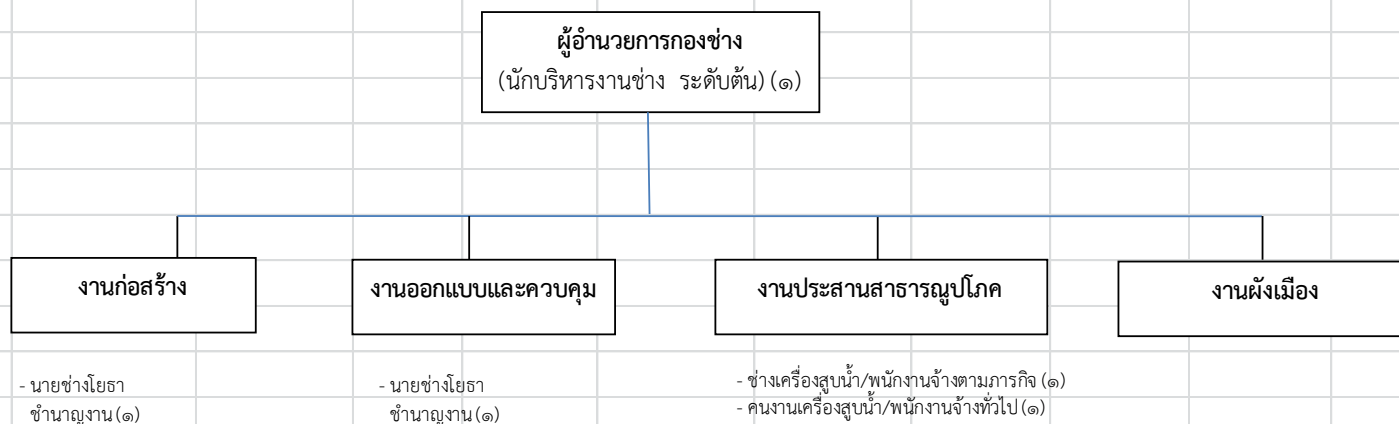 ผู้อำนวยการกองช่าง
(นักบริหารงานช่าง ระดับต้น) (๑)
งานก่อสร้าง
งานออกแบบและควบคุม
งานประสานสาธารณูปโภค
งานผังเมือง
- นายช่างโยธา
ชำนาญงาน (๑)
- นายช่างโยธา
ชำนาญงาน (๑)
- ช่างเครื่องสูบน้ำ/พนักงานจ้างตามภารกิจ (๑)
- คนงานเครื่องสูบน้ำ/พนักงานจ้างทั่วไป (๑)